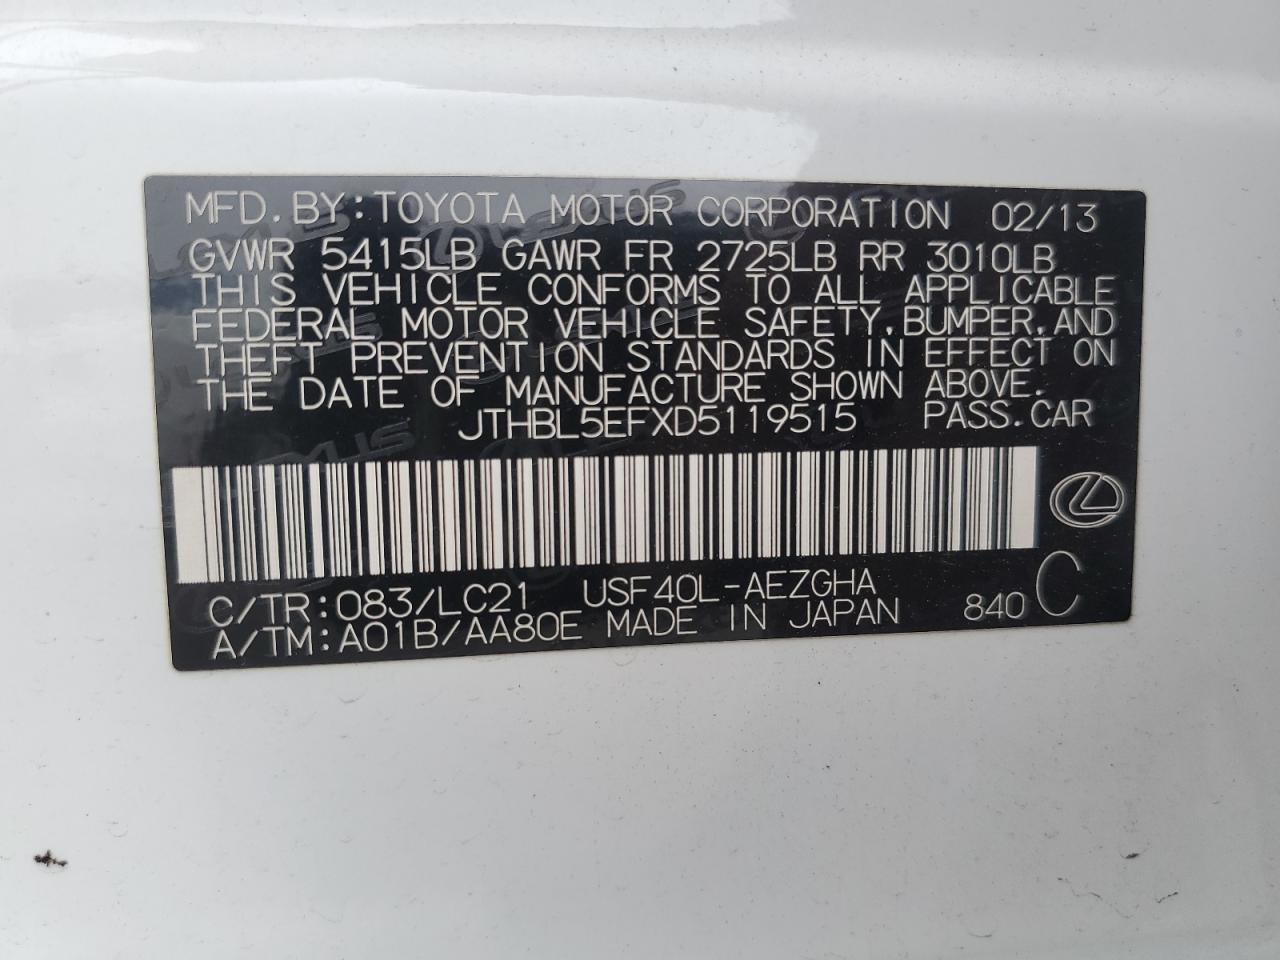 MFD. BY: TOYOTA MOTOR CORPORATION 02/13
GVWR 5415LB GAWR FR 2725LB RR 3010LB
THIS VEHICLE CONFORMS TO ALL APPLICABLE
FEDERAL MOTOR VEHICLE SAFETY, BUMPER, AND
THEFT PREVENTION STANDARDS IN EFFECT ON
THE DATE OF MANUFACTURE SHOWN ABOVE.
JTHBL5EFXD5119515 PASS. CAR
C/TR: 083/LC21 USF40L-AEZGHA
A/TM: A01B/AA80E MADE IN JAPAN 840 C